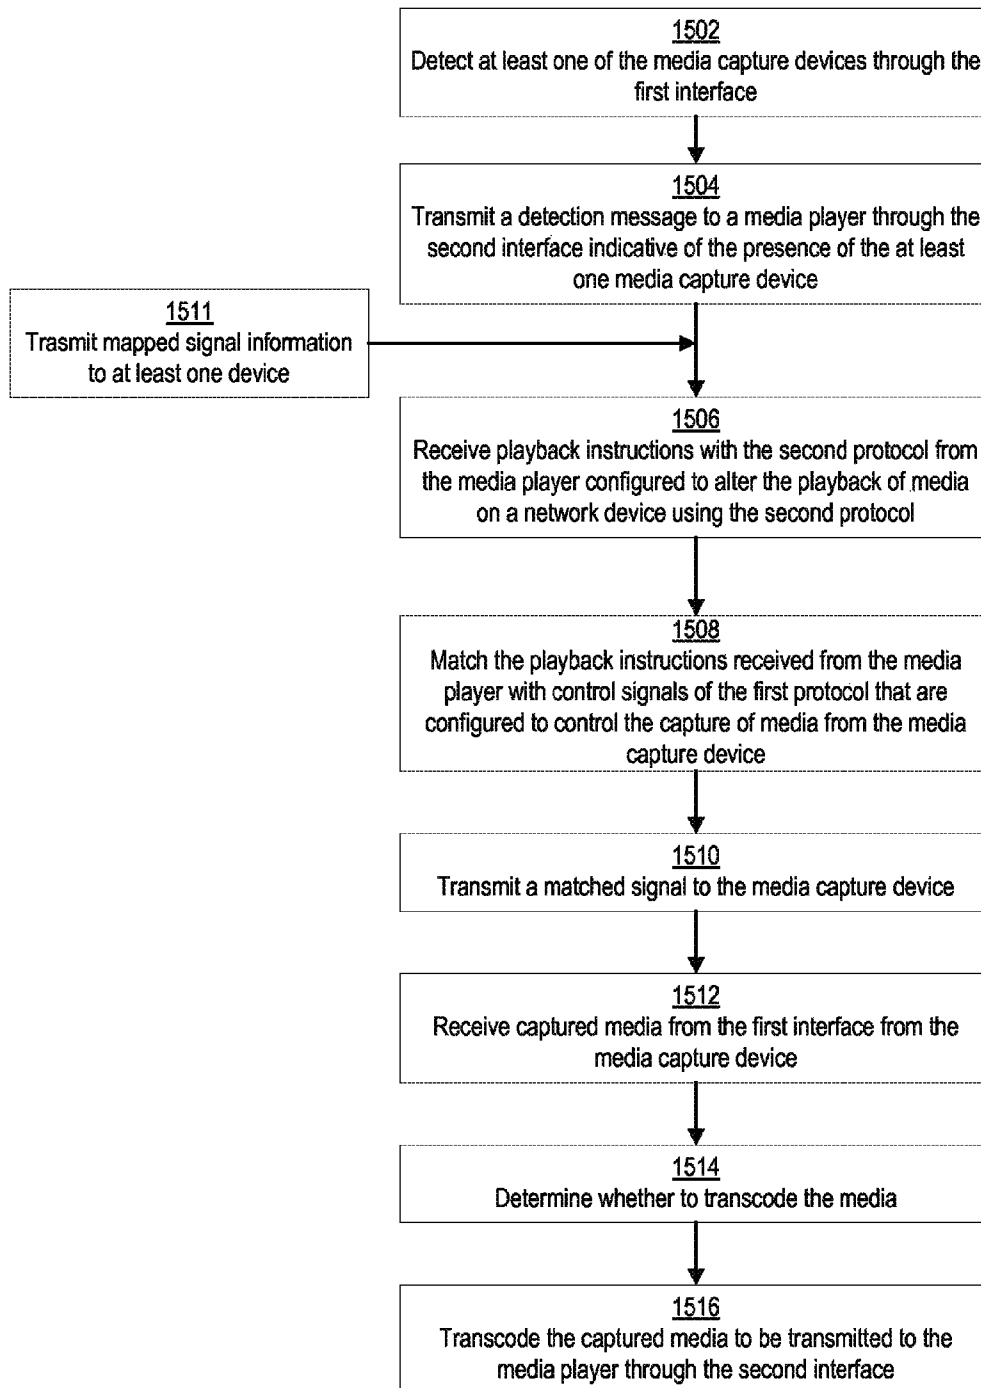 1502
Detect at least one of the media capture devices through the
first interface
1504
Transmit a detection message to a media player through the
second interface indicative of the presence of the at least
one media capture device
1511
Trasmit mapped signal information
to at least one device
1506
Receive playback instructions with the second protocol from
the media player configured to alter the playback of media
on a network device using the second protocol
1508
Match the playback instructions received from the media
player with control signals of the first protocol that are
configured to control the capture of media from the media
capture device
1510
Transmit a matched signal to the media capture device
1512
Receive captured media from the first interface from the
media capture device
1514
Determine whether to transcode the media
1516
Transcode the captured media to be transmitted to the
media player through the second interface